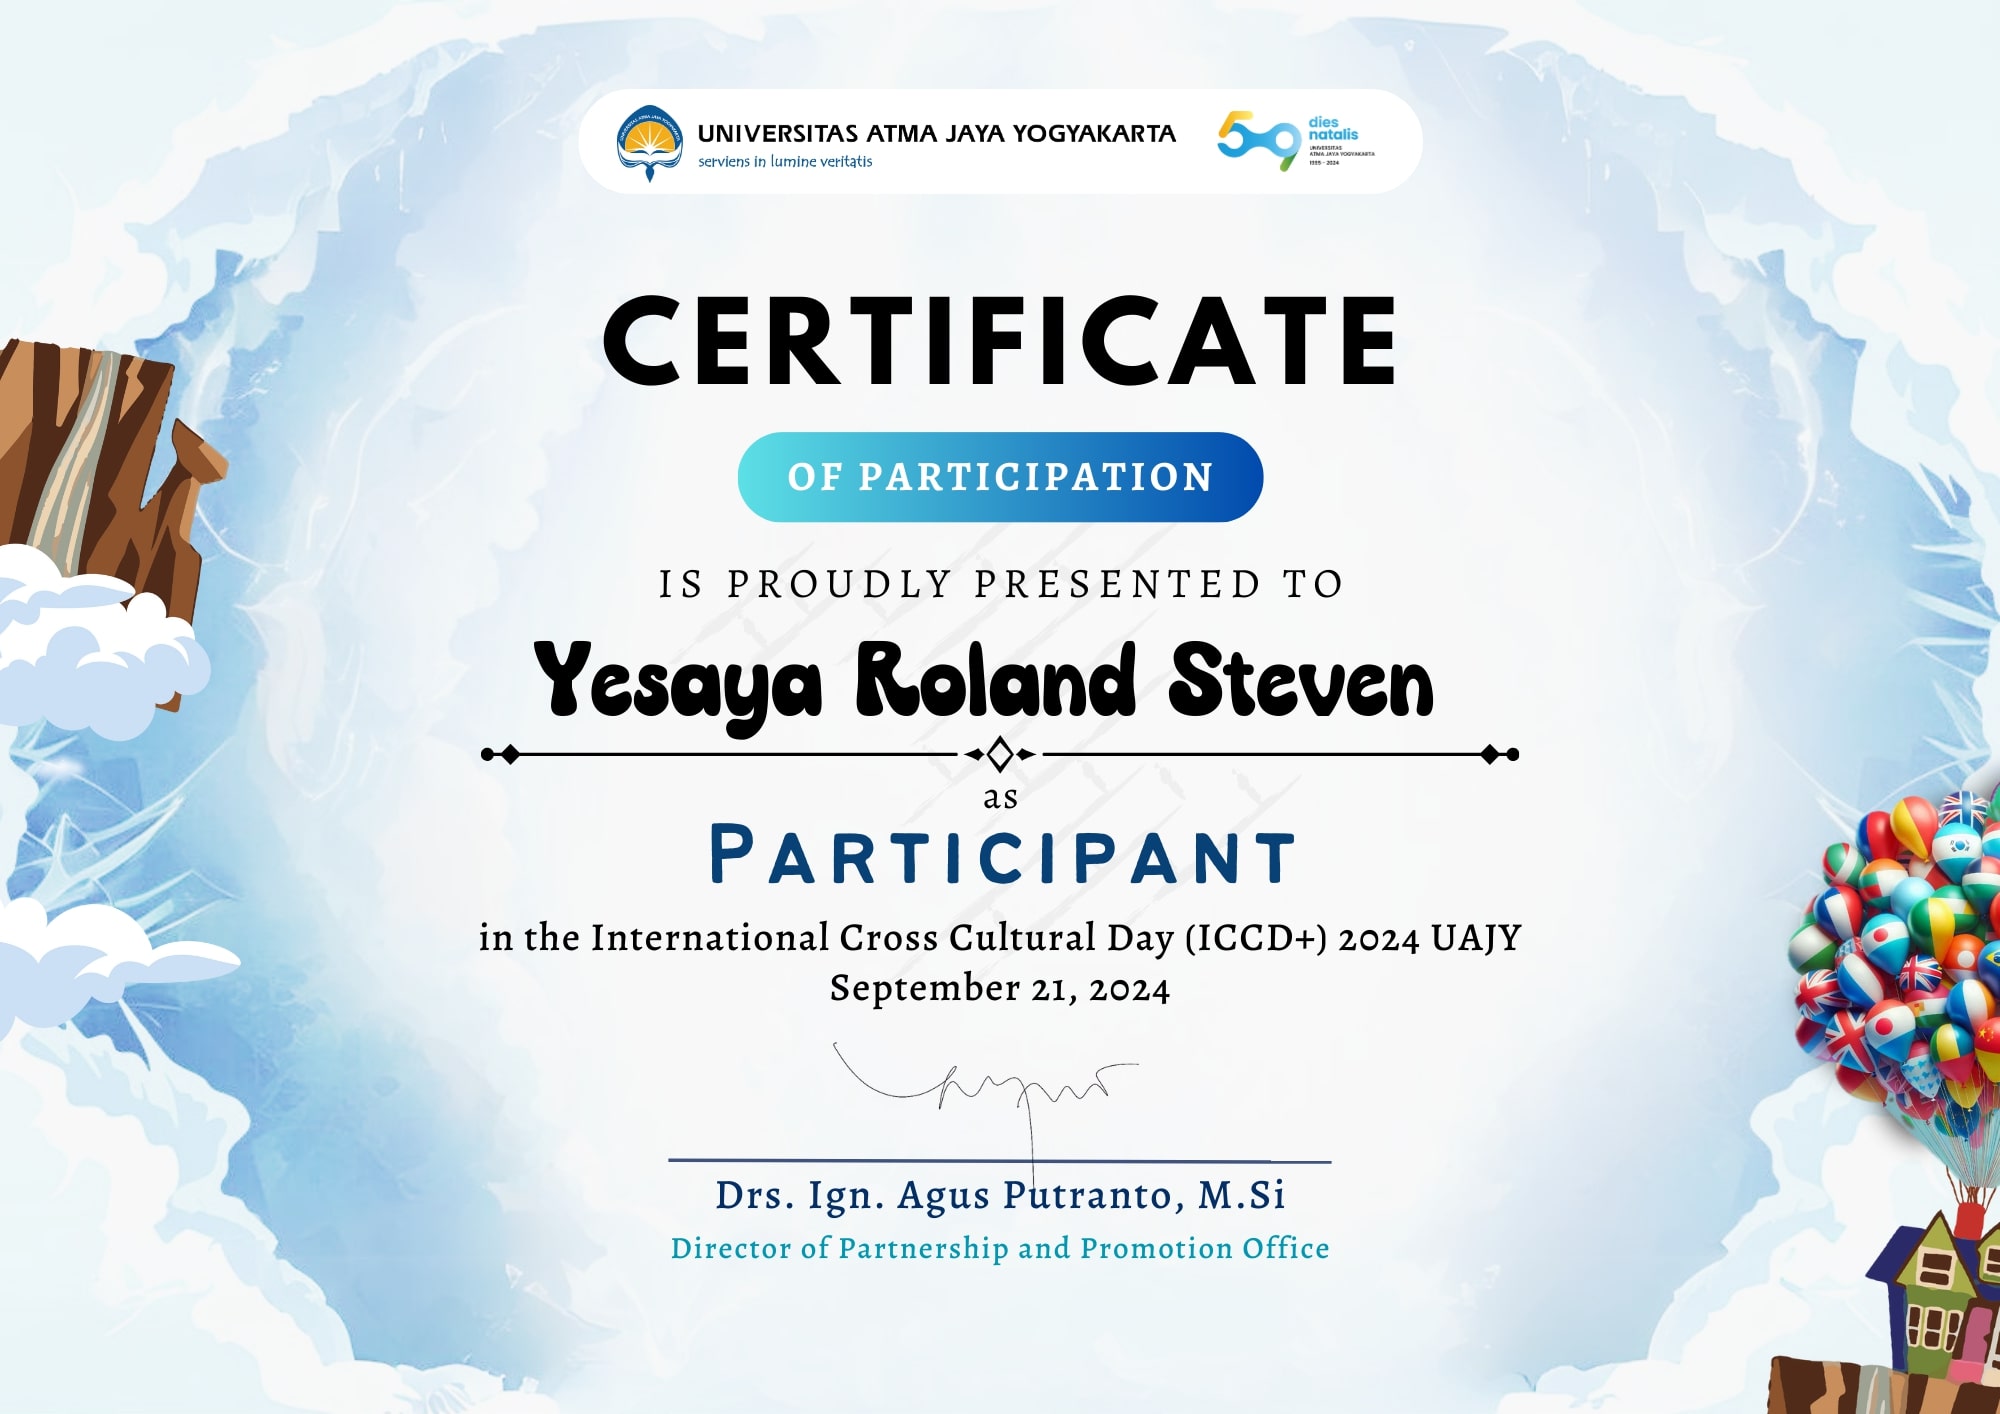 UNIVERSITAS ATMA JAYA YOGYAKARTA
serviens in lumine veritatis
59 dies natalis
UNIVERSITAS
ATMA JAYA YOGYAKARTA
1965 - 2024
CERTIFICATE
OF PARTICIPATION
IS PROUDLY PRESENTED TO
Yesaya Roland Steven
as
PARTICIPANT
in the International Cross Cultural Day (ICCD+) 2024 UAJY
September 21, 2024
Drs. Ign. Agus Putranto, M.Si
Director of Partnership and Promotion Office